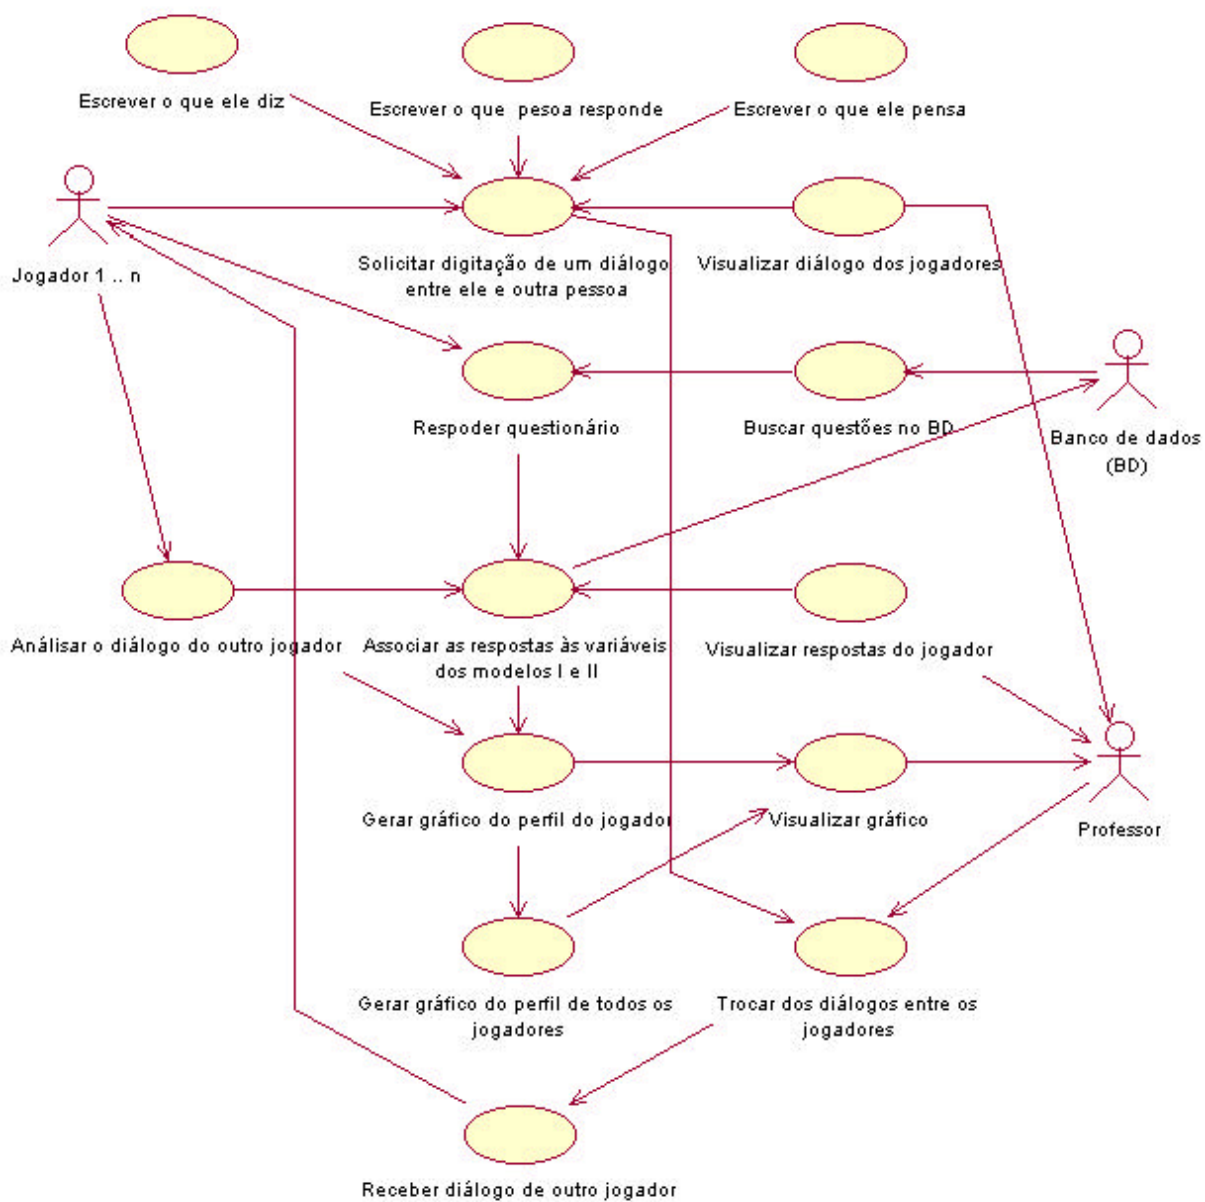 Escrever o que ele diz
Escrever o que pesoa responde
Escrever o que ele pensa
Jogador 1 .. n
Solicitar digitação de um diálogo
entre ele e outra pessoa
Visualizar diálogo dos jogadores
Respoder questionário
Buscar questões no BD
Banco de dados
(BD)
Análisar o diálogo do outro jogador
Associar as respostas às variáveis
dos modelos I e II
Visualizar respostas do jogador
Gerar gráfico do perfil do jogador
Visualizar gráfico
Professor
Gerar gráfico do perfil de todos os
jogadores
Trocar dos diálogos entre os
jogadores
Receber diálogo de outro jogador